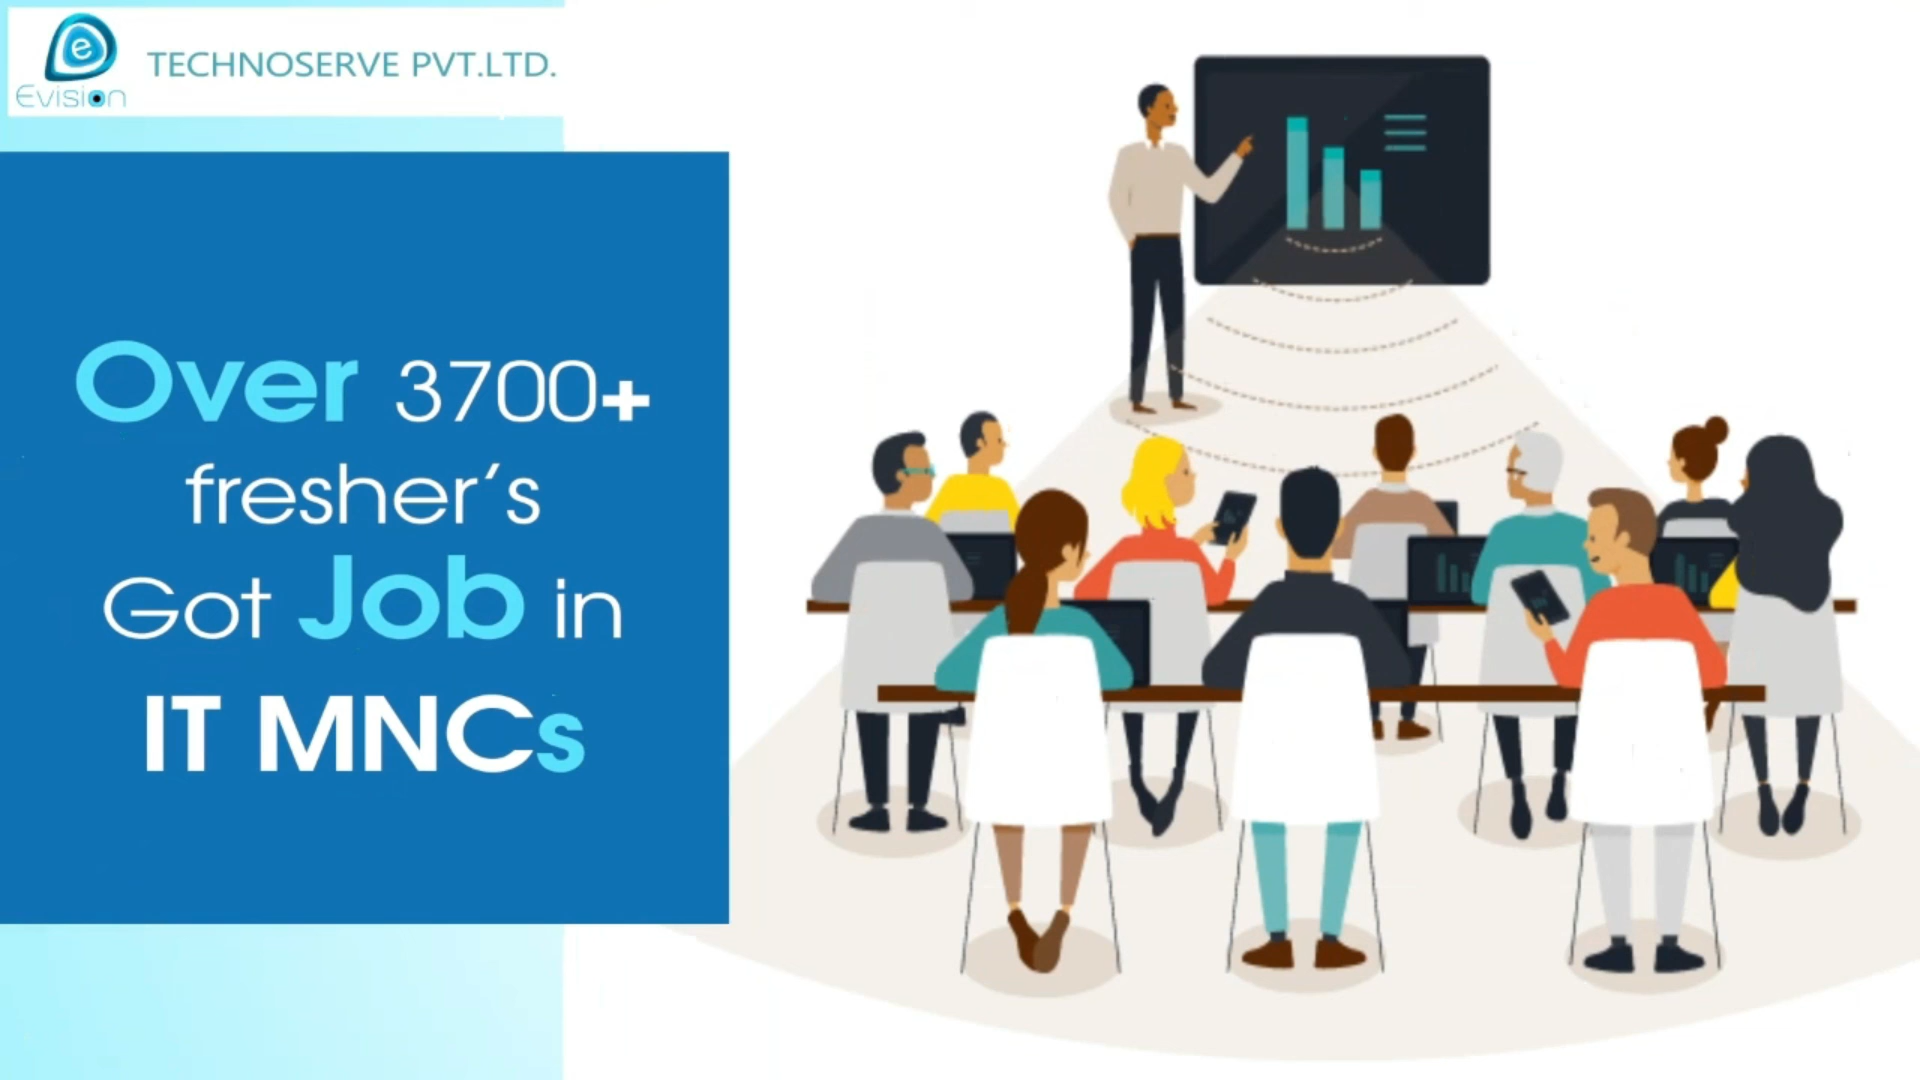 e
Evision
TECHNOSERVE PVT.LTD.
Over 3700+
fresher's
Got Job in
IT MNCs